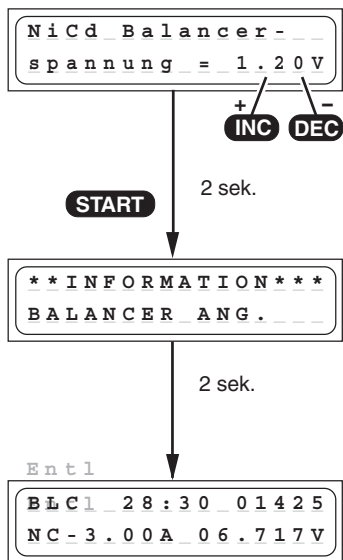 NiCd Balancer-
spannung = 1.20V
+ –
INC DEC
START
2 sek.
**INFORMATION***
BALANCER ANG.
2 sek.
Entl
BLC 28:30 01425
NC-3.00A 06.717V